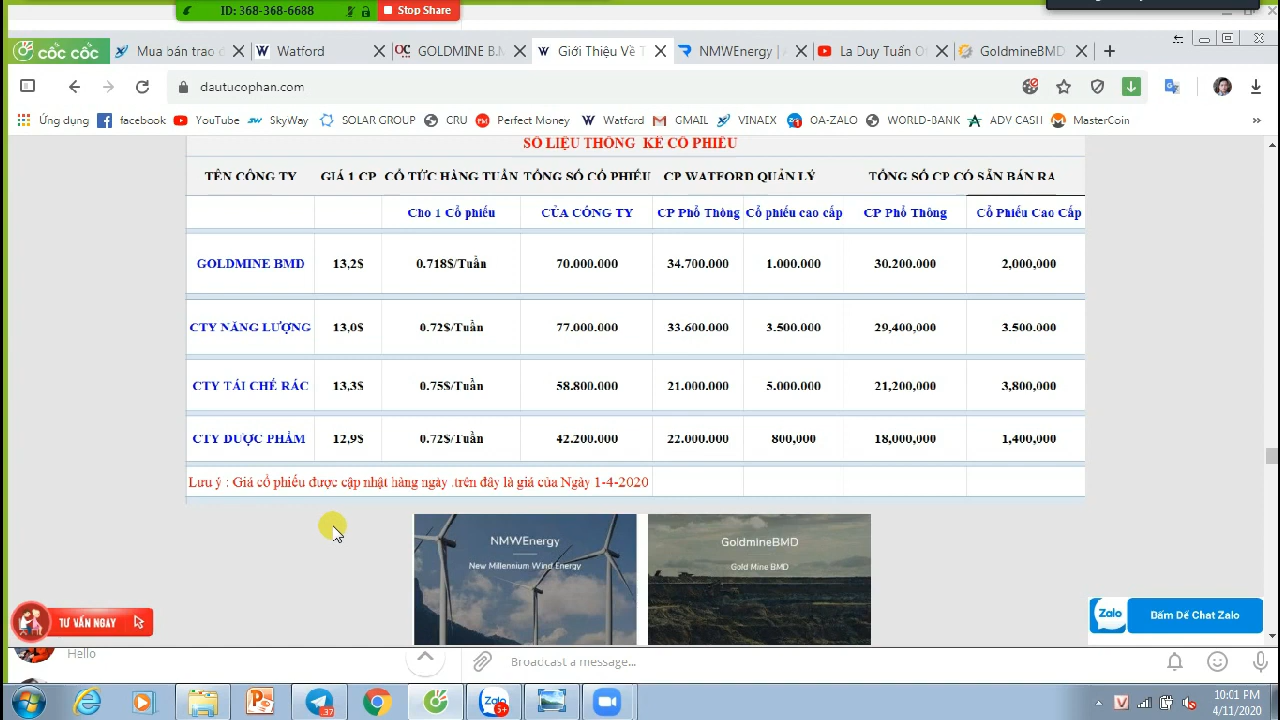 ID: 368-368-6688
Stop Share
cốc cốc
Mua bán trao đ
Watford
GOLDMINE B.M
Giới Thiệu Về T
NMWEnergy |
La Duy Tuấn Of
GoldmineBMD
dautucophan.com
Ứng dụng
facebook
YouTube
SkyWay
SOLAR GROUP
CRU
Perfect Money
Watford
GMAIL
VINAEX
OA-ZALO
WORLD-BANK
ADV CASH
MasterCoin
»
SỐ LIỆU THỐNG KÊ CỔ PHIẾU
TÊN CÔNG TY GIÁ 1 CP CỔ TỨC HÀNG TUẦN TỔNG SỐ CỔ PHIẾU CP WATFORD QUẢN LÝ TỔNG SỐ CP CÓ SẴN BÁN RA
Cho 1 Cổ phiếu CỦA CÔNG TY CP Phổ Thông Cổ phiếu cao cấp CP Phổ Thông Cổ Phiếu Cao Cấp
GOLDMINE BMD 13,2$ 0.718$/Tuần 70.000.000 34.700.000 1.000.000 30.200.000 2,000,000
CTY NĂNG LƯỢNG 13,0$ 0.72$/Tuần 77.000.000 33.600.000 3.500.000 29,400,000 3.500.000
CTY TÁI CHẾ RÁC 13,3$ 0.75$/Tuần 58.800.000 21.000.000 5.000.000 21,200,000 3,800,000
CTY DƯỢC PHẨM 12,9$ 0.72$/Tuần 42.200.000 22.000.000 800,000 18,000,000 1,400,000
Lưu ý : Giá cổ phiếu được cập nhật hàng ngày .trên đây là giá của Ngày 1-4-2020
NMWEnergy
New Millennium Wind Energy
GoldmineBMD
Gold Mine BMD
TƯ VẤN NGAY
Zalo
Bấm Để Chat Zalo
Hello
Broadcast a message...
37
Zalo
5+
10:01 PM
4/11/2020